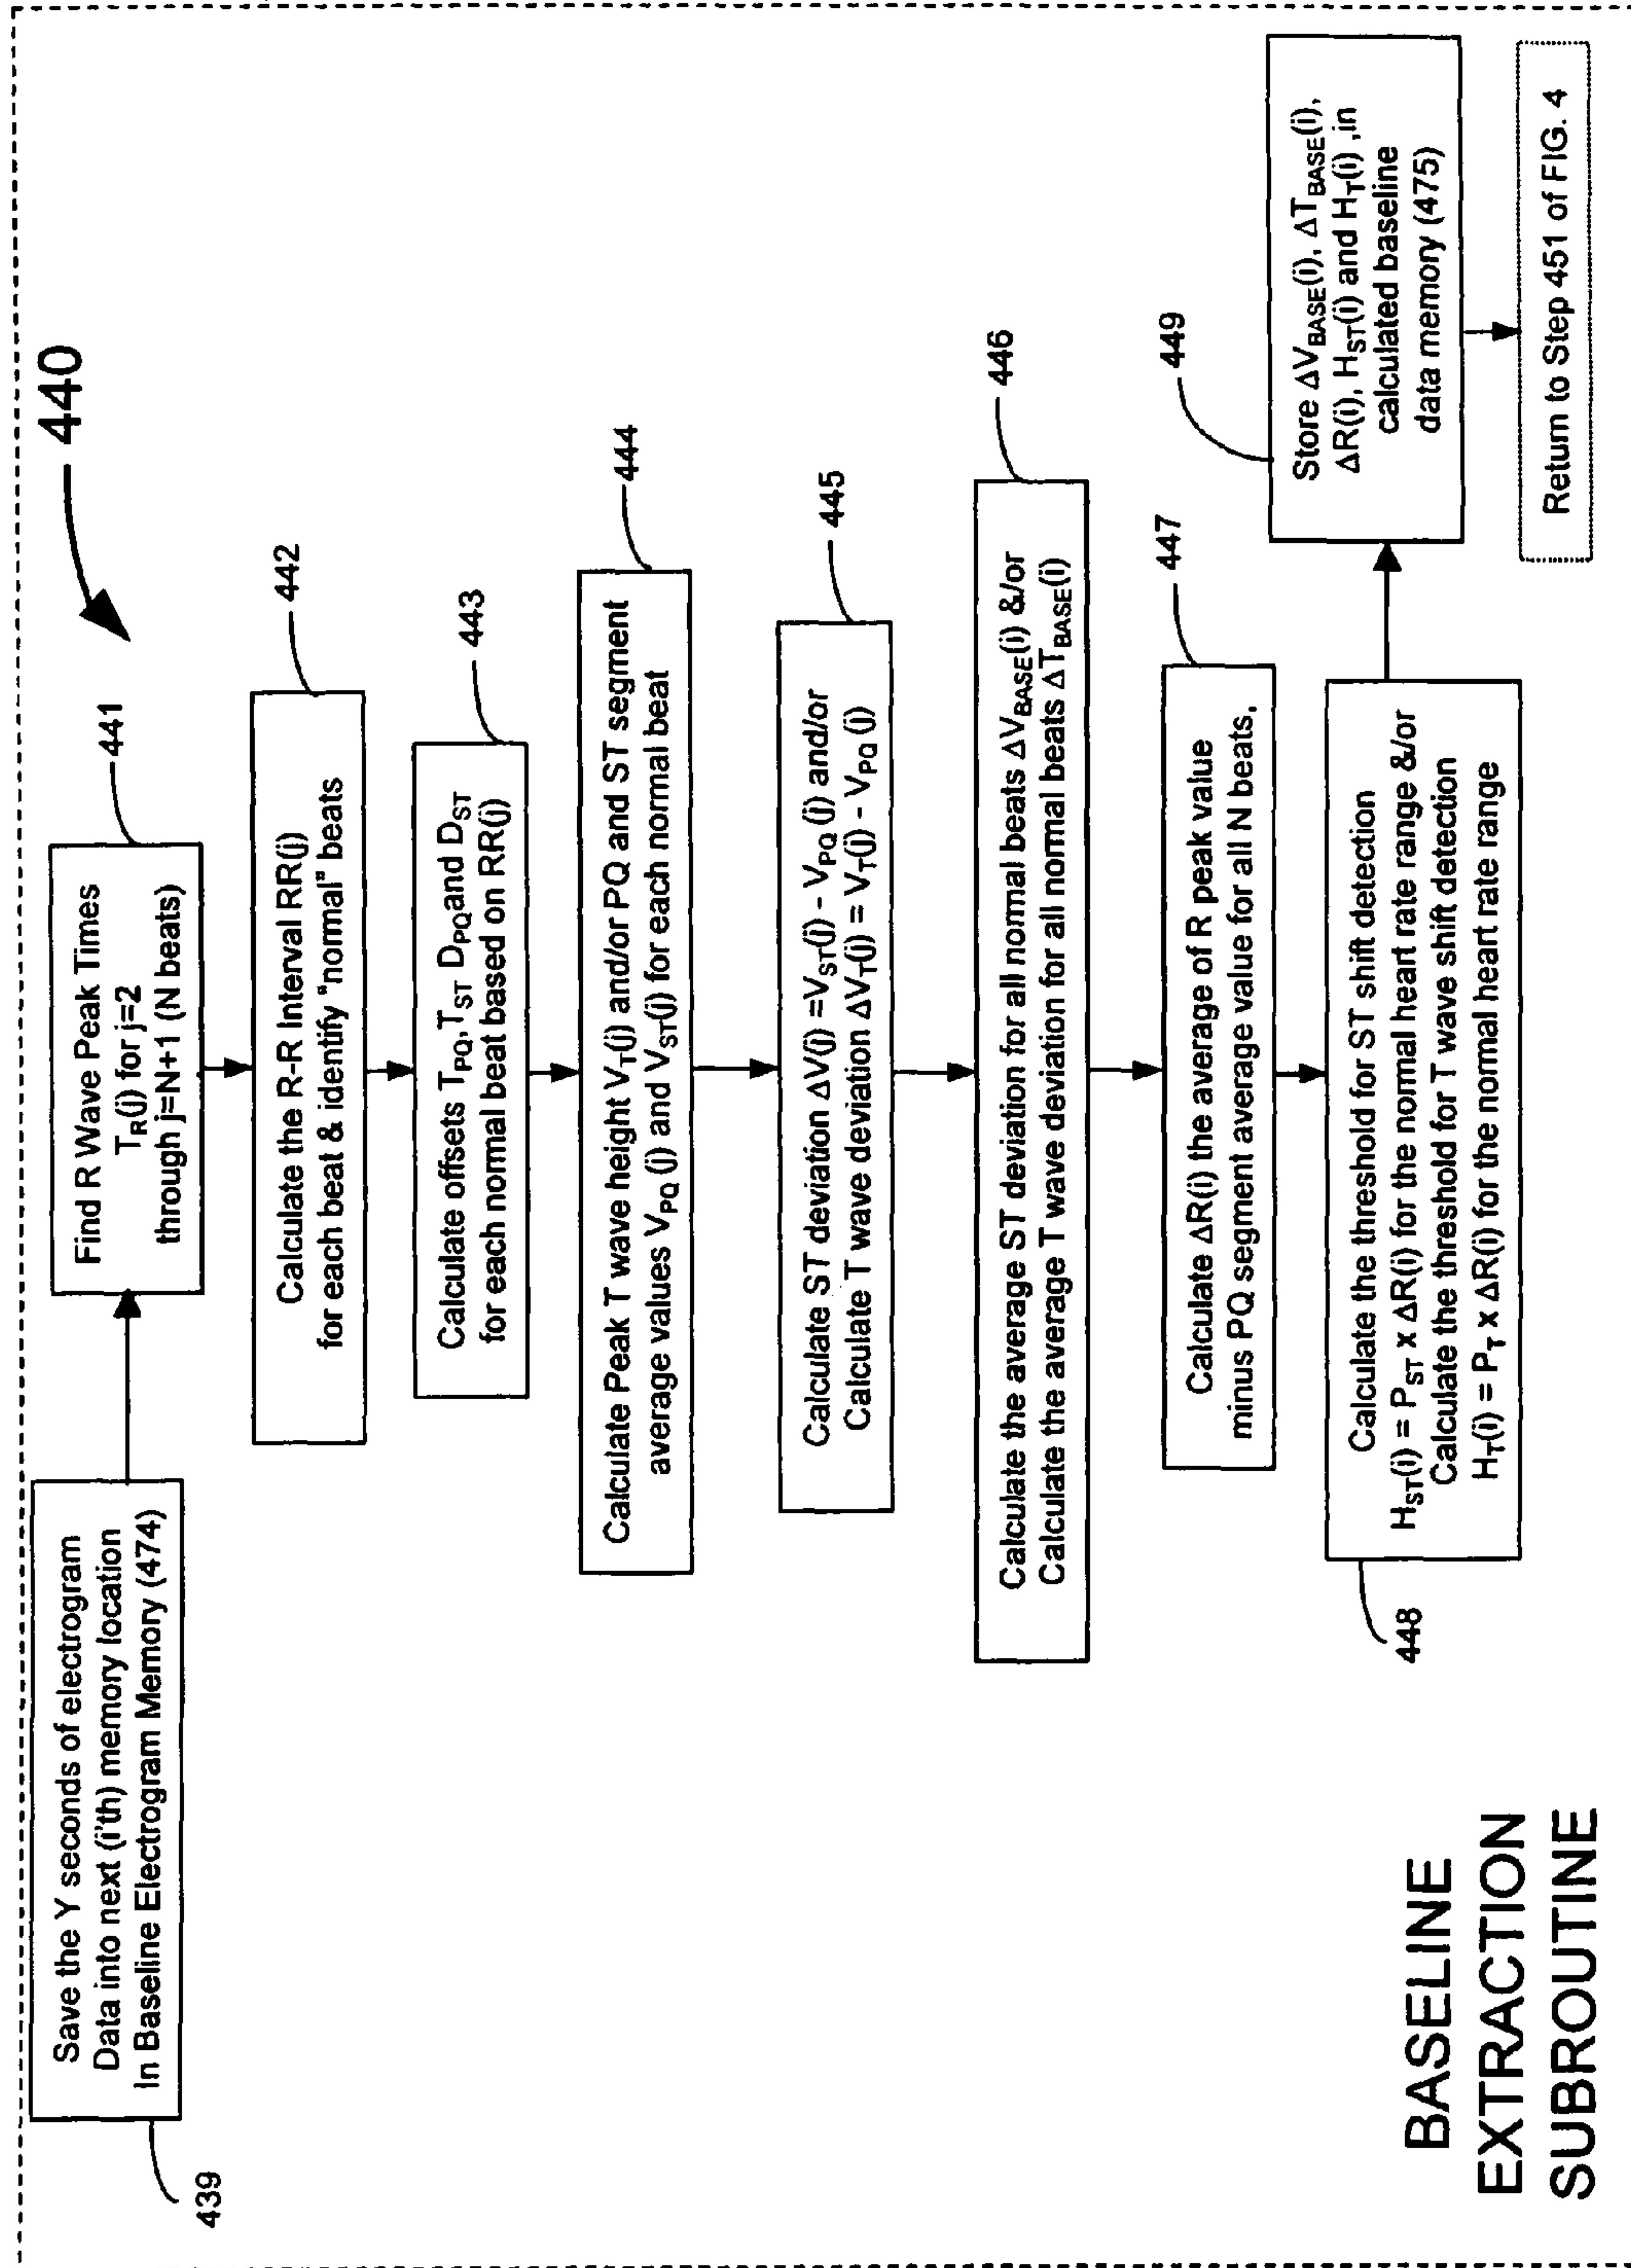 440
Save the Y seconds of electrogram
Data into next (i'th) memory location
In Baseline Electrogram Memory (474)
439
Find R Wave Peak Times
T_R(j) for j=2
through j=N+1 (N beats)
441
Calculate the R-R Interval RR(j)
for each beat & identify "normal" beats
442
Calculate offsets T_PQ, T_ST D_PQ and D_ST
for each normal beat based on RR(j)
443
Calculate Peak T wave height V_T(j) and/or PQ and ST segment
average values V_PQ (j) and V_ST(j) for each normal beat
444
Calculate ST deviation ΔV(j) =V_ST(j) - V_PQ (j) and/or
Calculate T wave deviation ΔV_T(j) = V_T(j) - V_PQ (j)
445
Calculate the average ST deviation for all normal beats ΔV_BASE(i) &/or
Calculate the average T wave deviation for all normal beats ΔT_BASE(i)
446
Calculate ΔR(i) the average of R peak value
minus PQ segment average value for all N beats.
447
Calculate the threshold for ST shift detection
H_ST(i) = P_ST x ΔR(i) for the normal heart rate range &/or
Calculate the threshold for T wave shift detection
H_T(i) = P_T x ΔR(i) for the normal heart rate range
448
Store ΔV_BASE(i), ΔT_BASE(i),
ΔR(i), H_ST(i) and H_T(i) ,in
calculated baseline
data memory (475)
449
Return to Step 451 of FIG. 4
BASELINE
EXTRACTION
SUBROUTINE